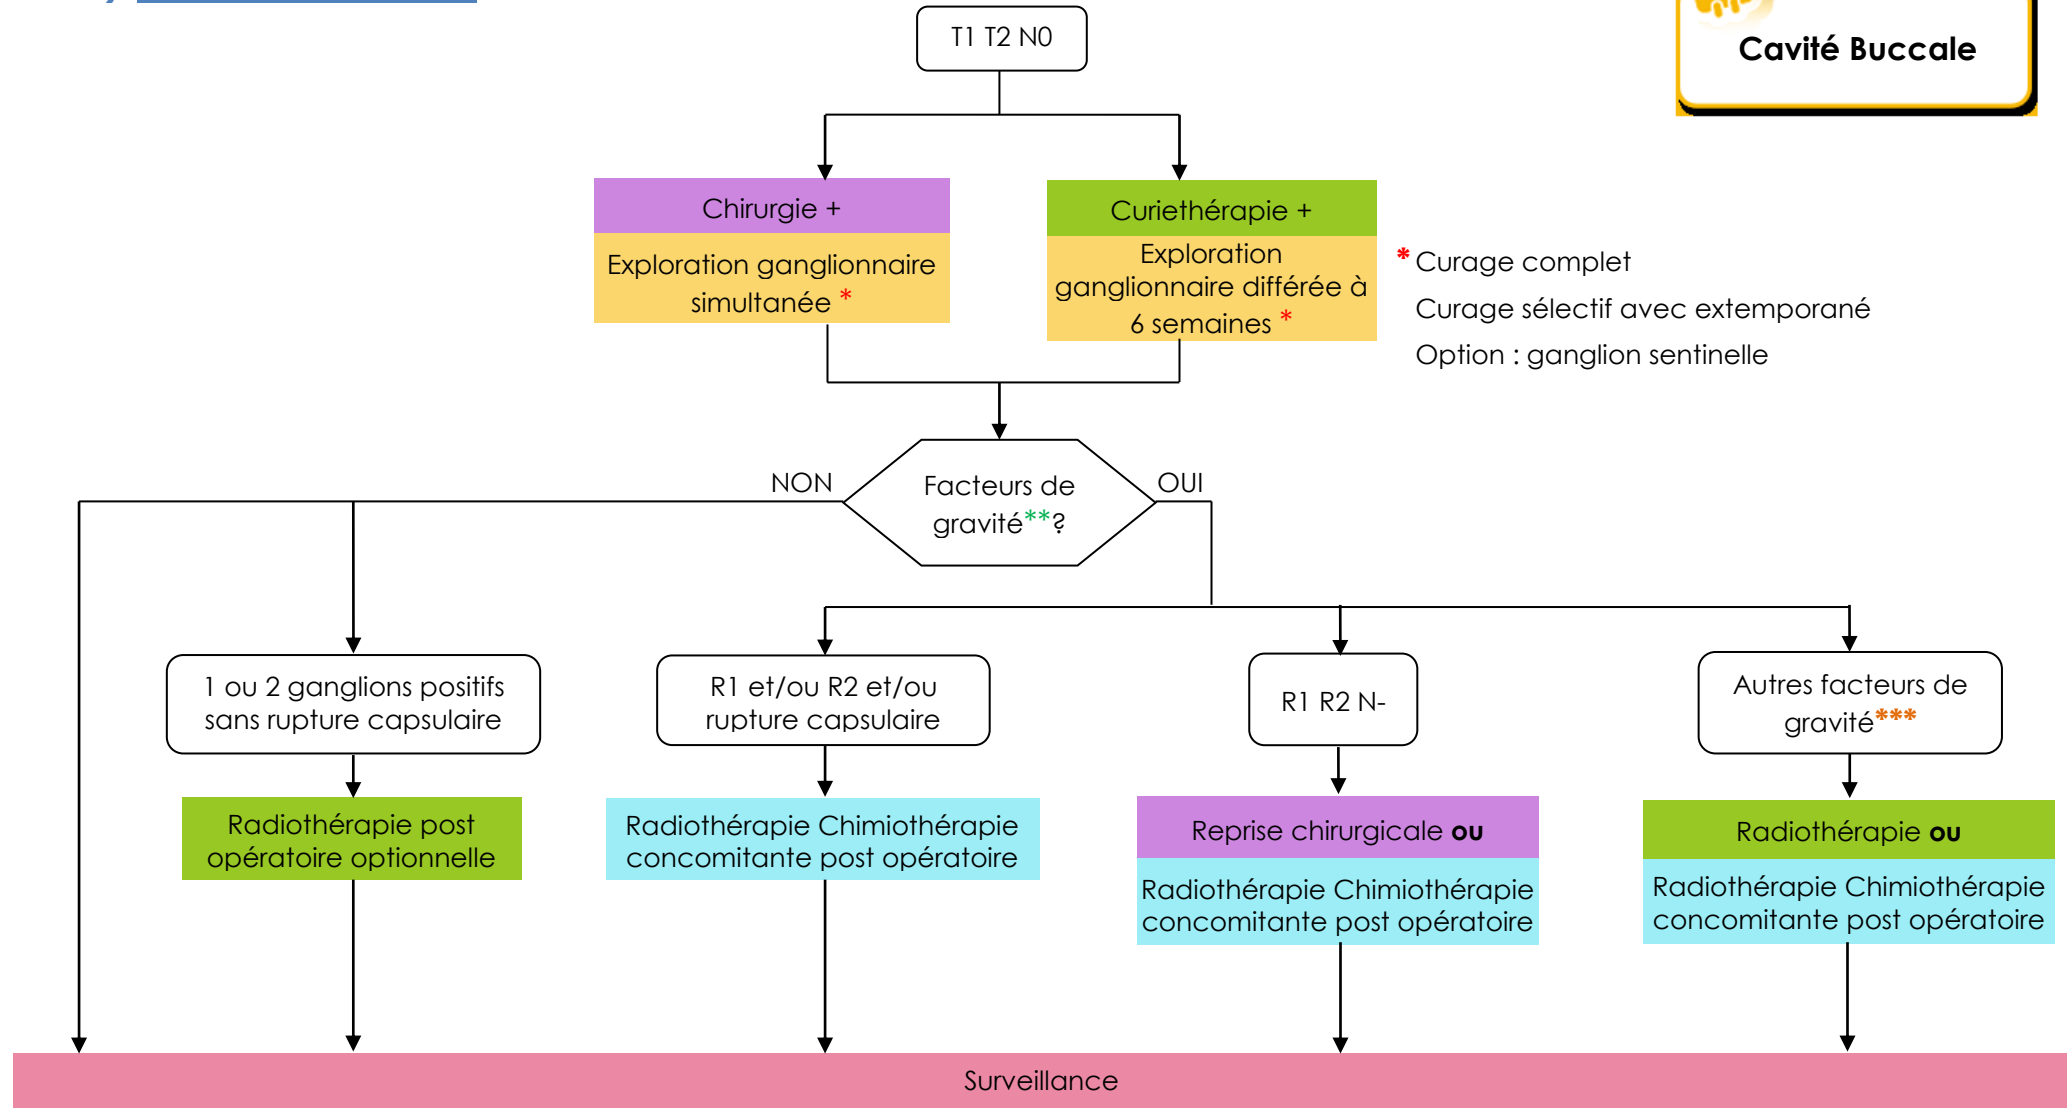 T1 T2 N0
Cavité Buccale
Chirurgie +
Exploration ganglionnaire
simultanée *
Curiethérapie +
Exploration
ganglionnaire différée à
6 semaines *
* Curage complet
Curage sélectif avec extemporané
Option : ganglion sentinelle
NON
Facteurs de
gravité**?
OUI
1 ou 2 ganglions positifs
sans rupture capsulaire
R1 et/ou R2 et/ou
rupture capsulaire
R1 R2 N-
Autres facteurs de
gravité***
Radiothérapie post
opératoire optionnelle
Radiothérapie Chimiothérapie
concomitante post opératoire
Reprise chirurgicale ou
Radiothérapie Chimiothérapie
concomitante post opératoire
Radiothérapie ou
Radiothérapie Chimiothérapie
concomitante post opératoire
Surveillance